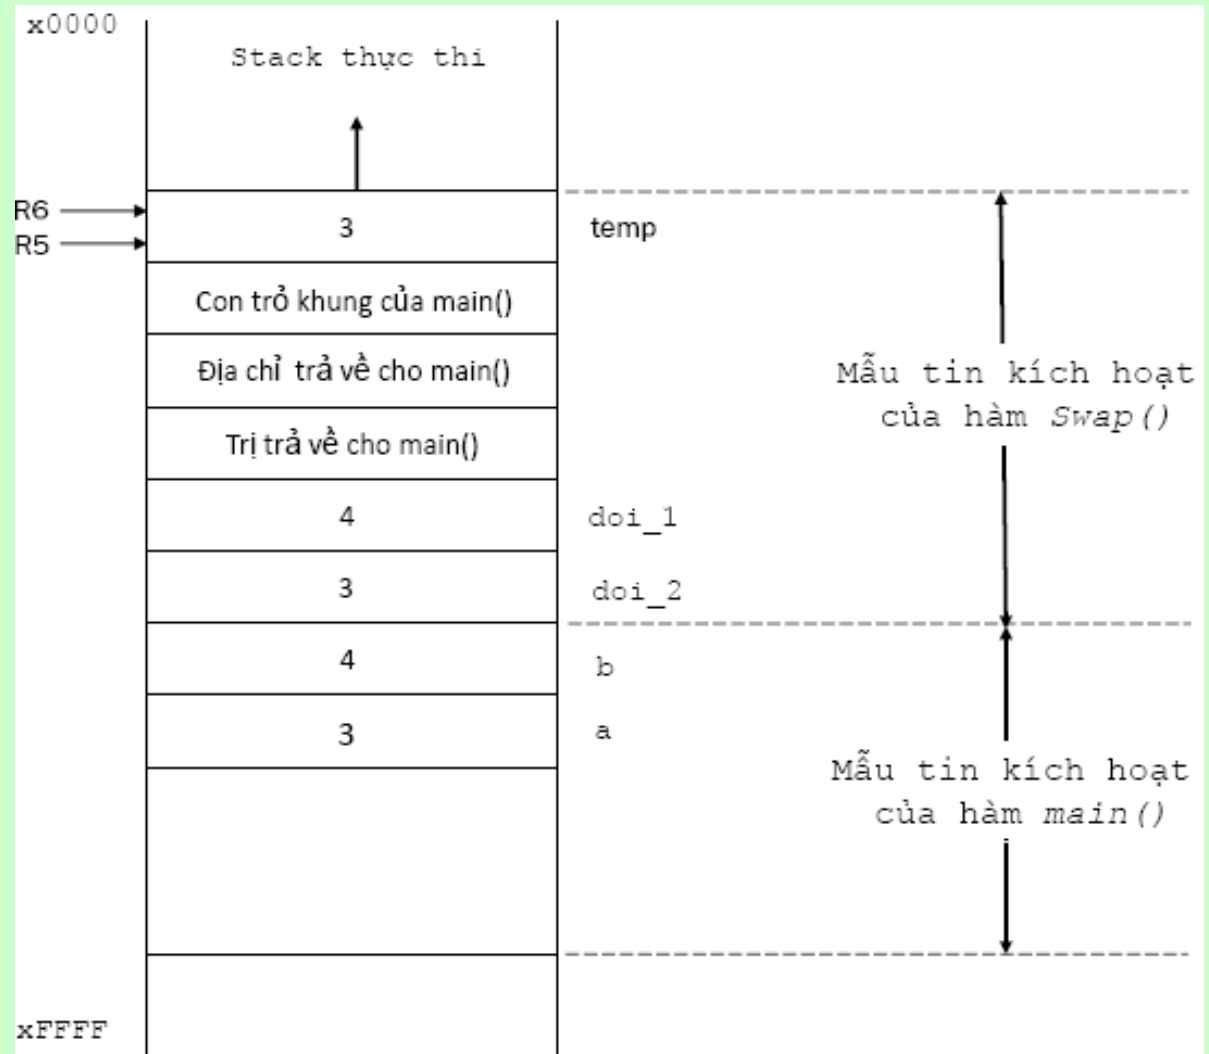 x0000
Stack thực thi
R6
3
temp
R5
Con trỏ khung của main()
Địa chỉ trả về cho main()
Mẫu tin kích hoạt
của hàm Swap()
Trị trả về cho main()
4
doi_1
3
doi_2
4
b
3
a
Mẫu tin kích hoạt
của hàm main()
xFFFF